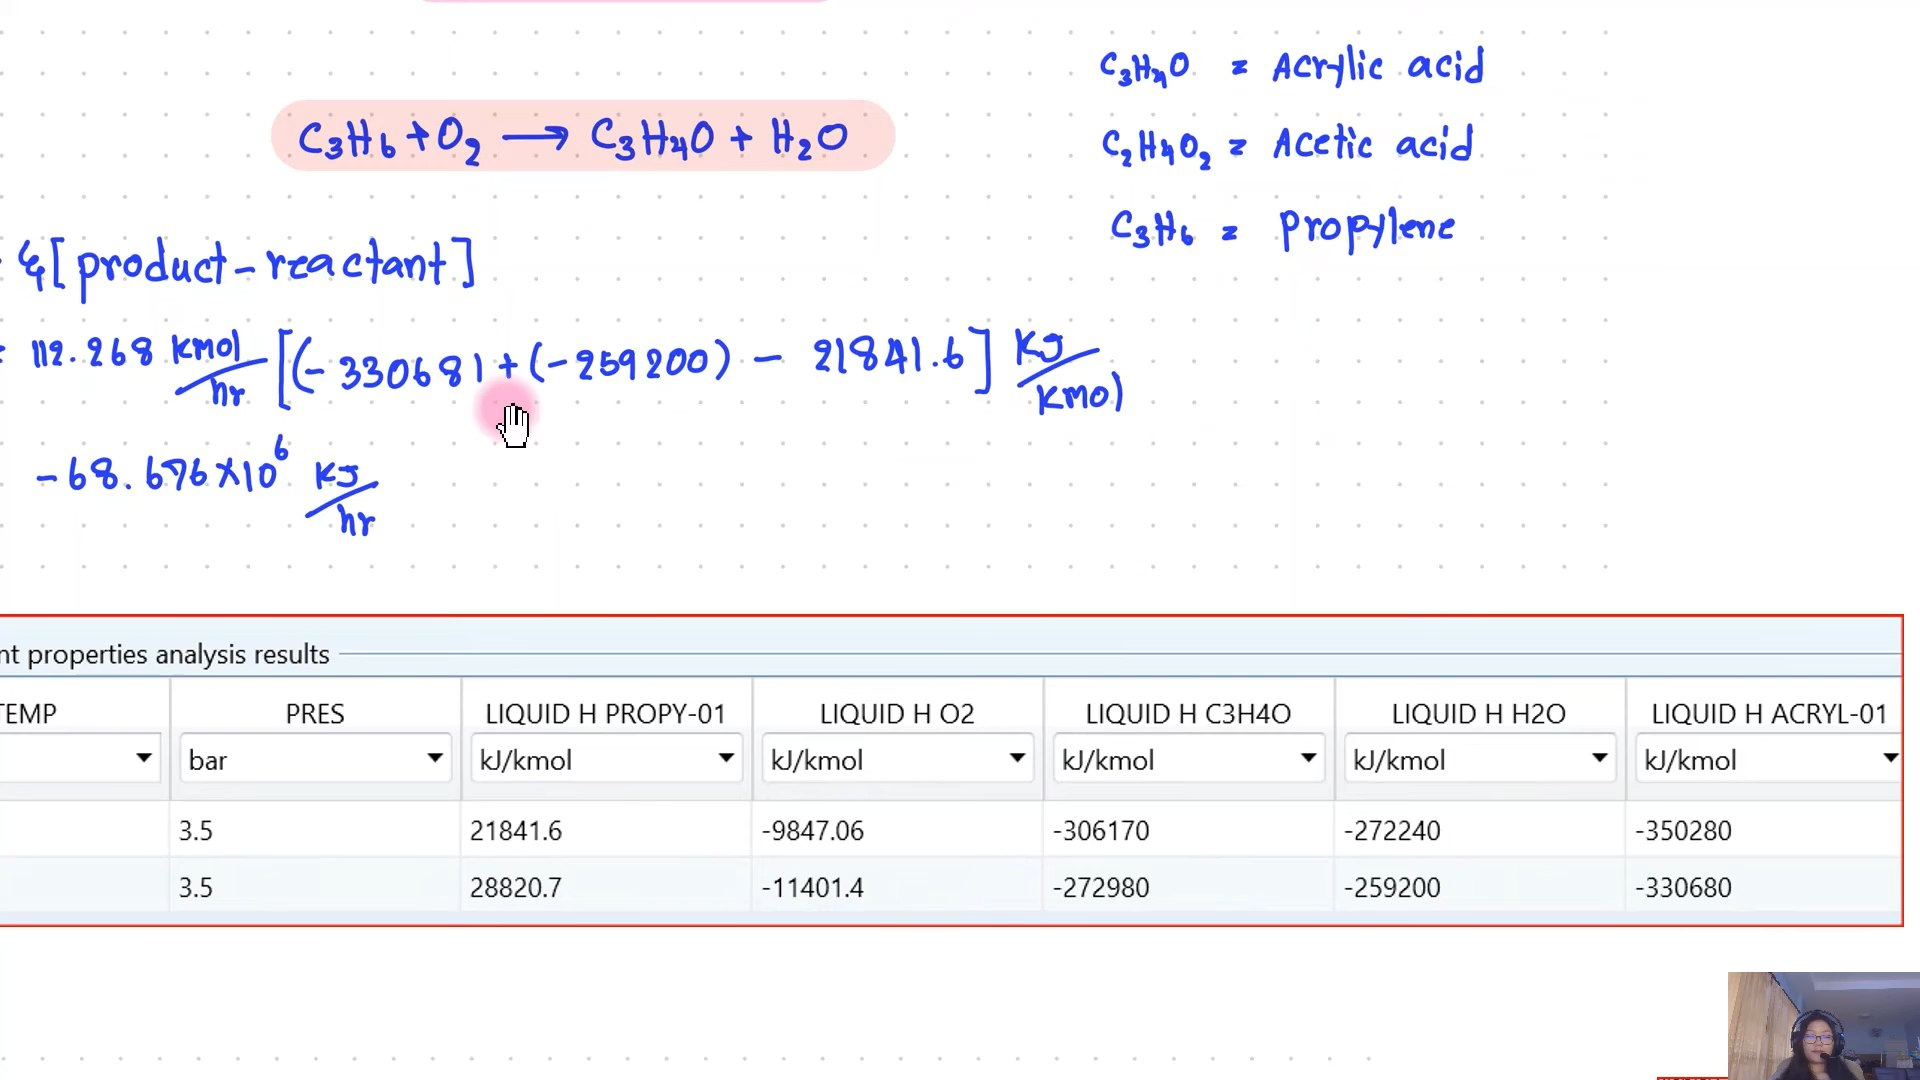 C3H4O = Acrylic acid
C3H6 + O2 → C3H4O + H2O
C2H4O2 = Acetic acid
C3H6 = propylene
ξ[product-reactant]
112.268 kmol/hr [(-330681 + (-259200) - 21841.6] kJ/kmol
-68.676×10^6 kJ/hr
nt properties analysis results
TEMP PRES LIQUID H PROPY-01 LIQUID H O2 LIQUID H C3H4O LIQUID H H2O LIQUID H ACRYL-01
bar kJ/kmol kJ/kmol kJ/kmol kJ/kmol kJ/kmol
3.5 21841.6 -9847.06 -306170 -272240 -350280
3.5 28820.7 -11401.4 -272980 -259200 -330680